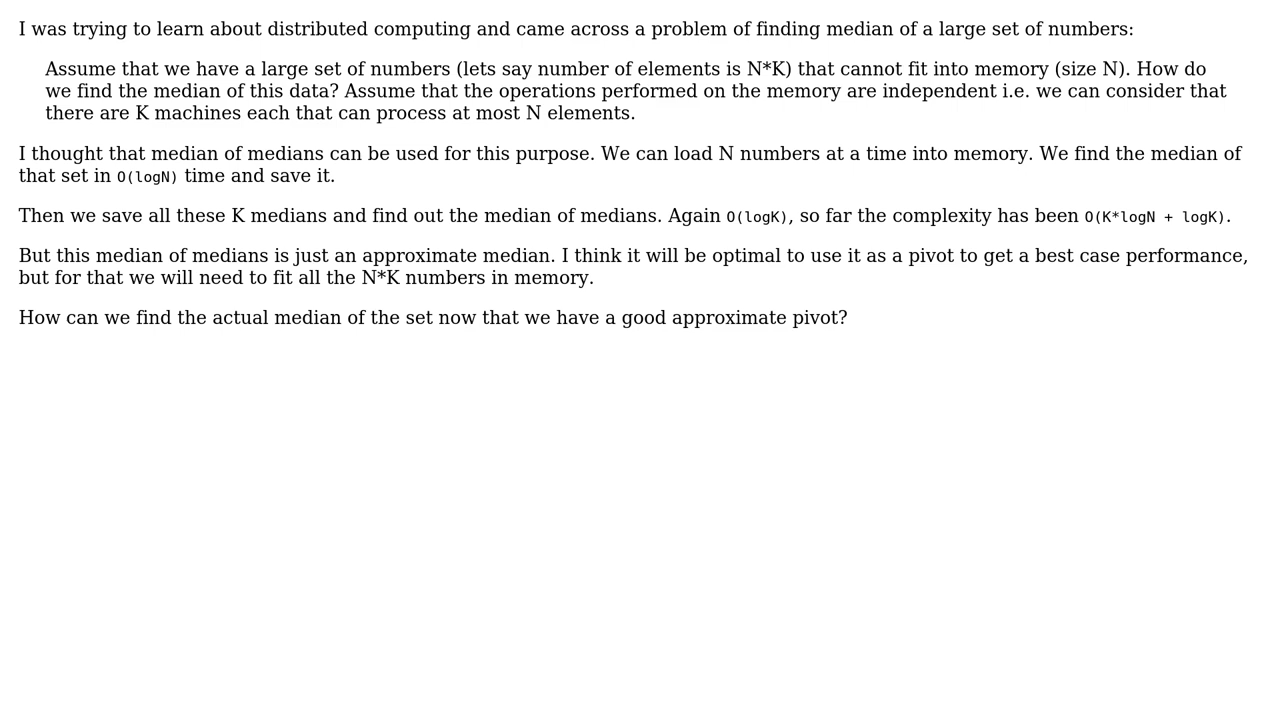 I was trying to learn about distributed computing and came across a problem of finding median of a large set of numbers:
Assume that we have a large set of numbers (lets say number of elements is N*K) that cannot fit into memory (size N). How do
we find the median of this data? Assume that the operations performed on the memory are independent i.e. we can consider that
there are K machines each that can process at most N elements.
I thought that median of medians can be used for this purpose. We can load N numbers at a time into memory. We find the median of
that set in O(logN) time and save it.
Then we save all these K medians and find out the median of medians. Again O(logK), so far the complexity has been O(K*logN + logK).
But this median of medians is just an approximate median. I think it will be optimal to use it as a pivot to get a best case performance,
but for that we will need to fit all the N*K numbers in memory.
How can we find the actual median of the set now that we have a good approximate pivot?